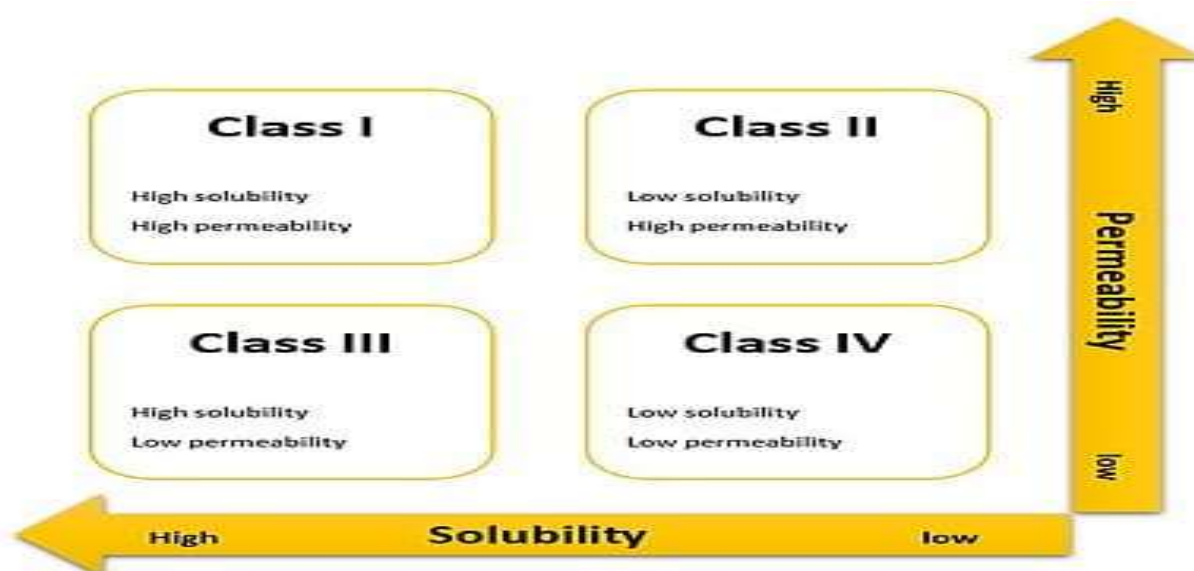 Class I
High solubility
High permeability
Class II
Low solubility
High permeability
Class III
High solubility
Low permeability
Class IV
Low solubility
Low permeability
High
Permeability
low
High Solubility low